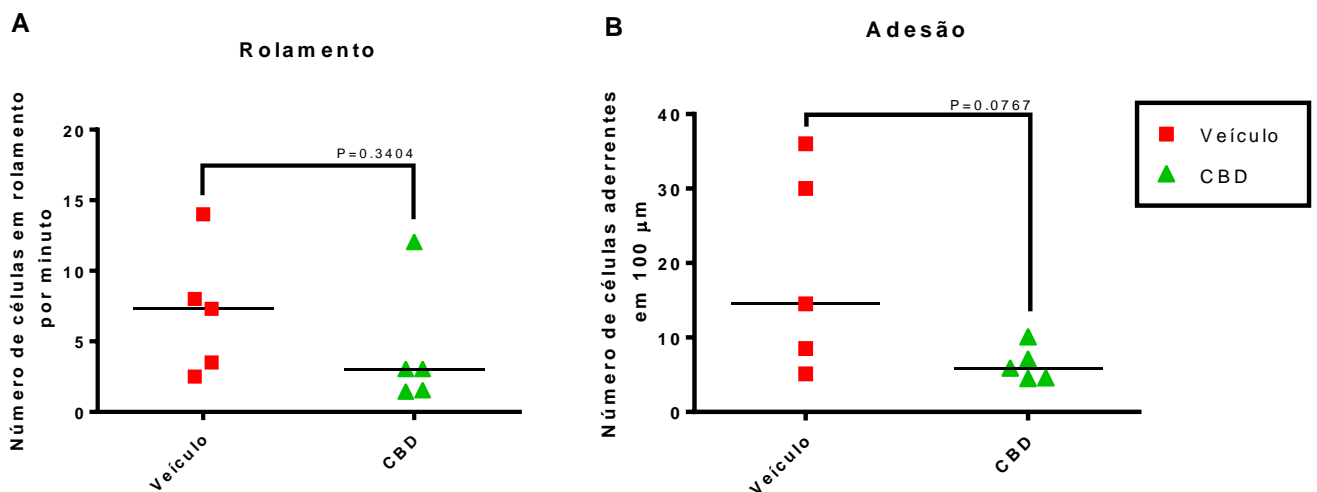 A
Rolamento
Número de células em rolamento
por minuto
20
15
10
5
0
P=0.3404
Veículo
CBD
B
Adesão
Número de células aderrentes
em 100 µm
40
30
20
10
0
P=0.0767
Veículo
CBD
Veículo
CBD